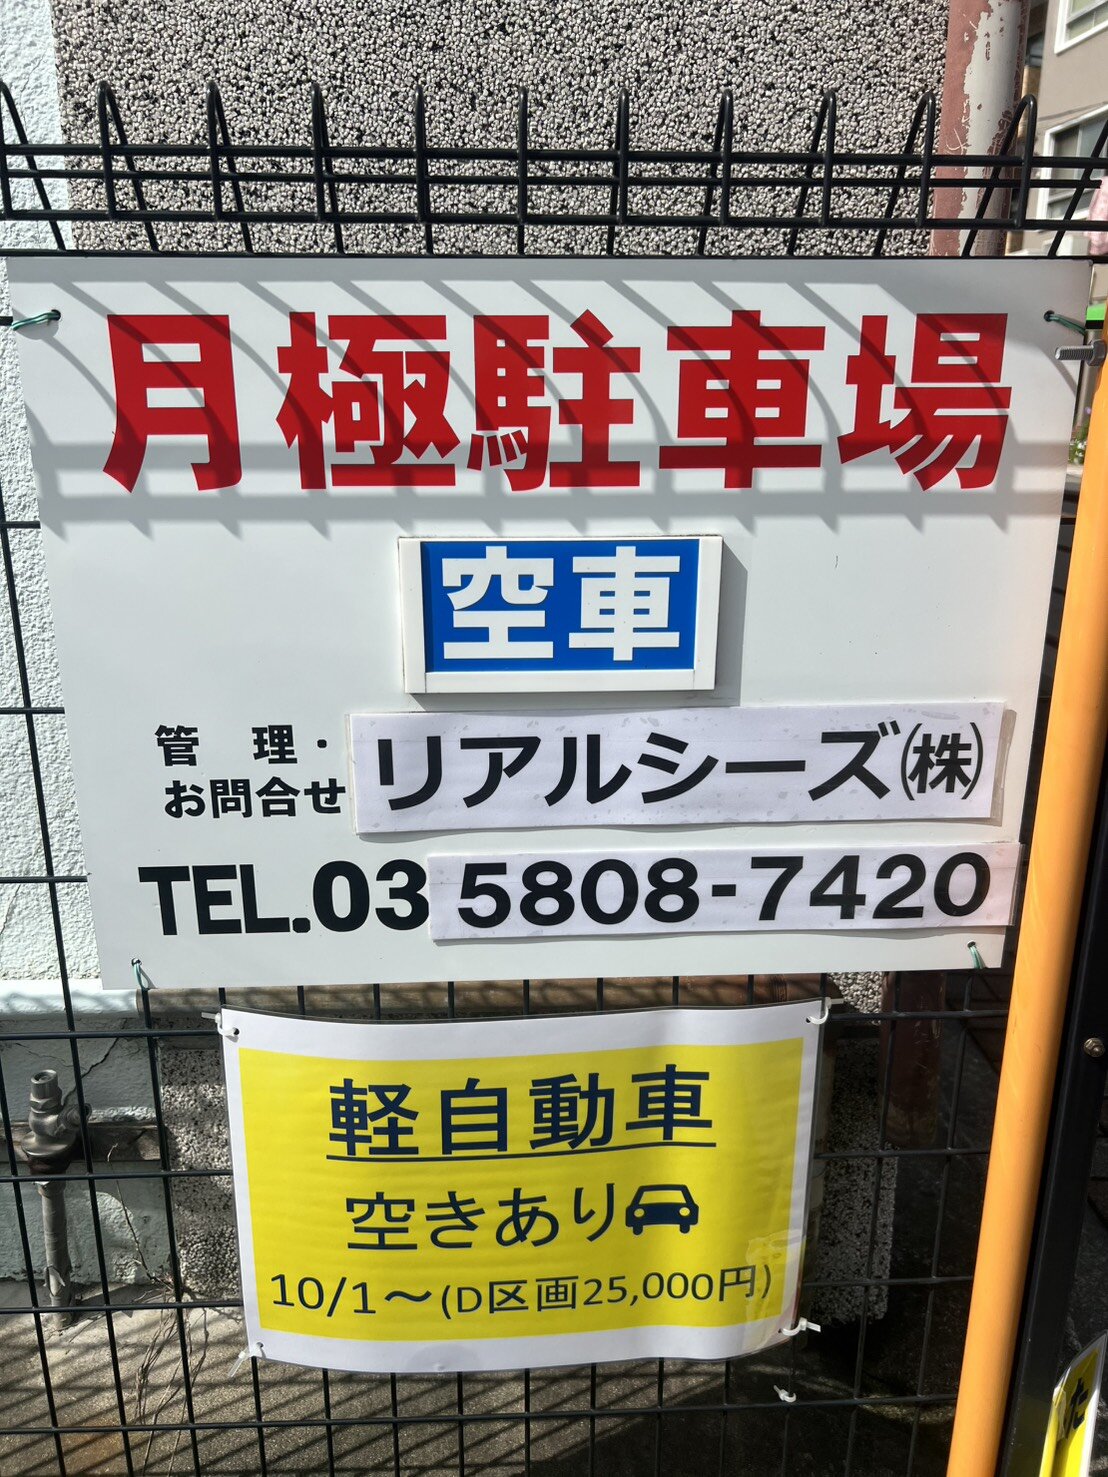 月極駐車場
空車
管理・
お問合せ
リアルシーズ(株)
TEL.03 5808-7420
軽自動車
空きあり
10/1～(D区画25,000円)